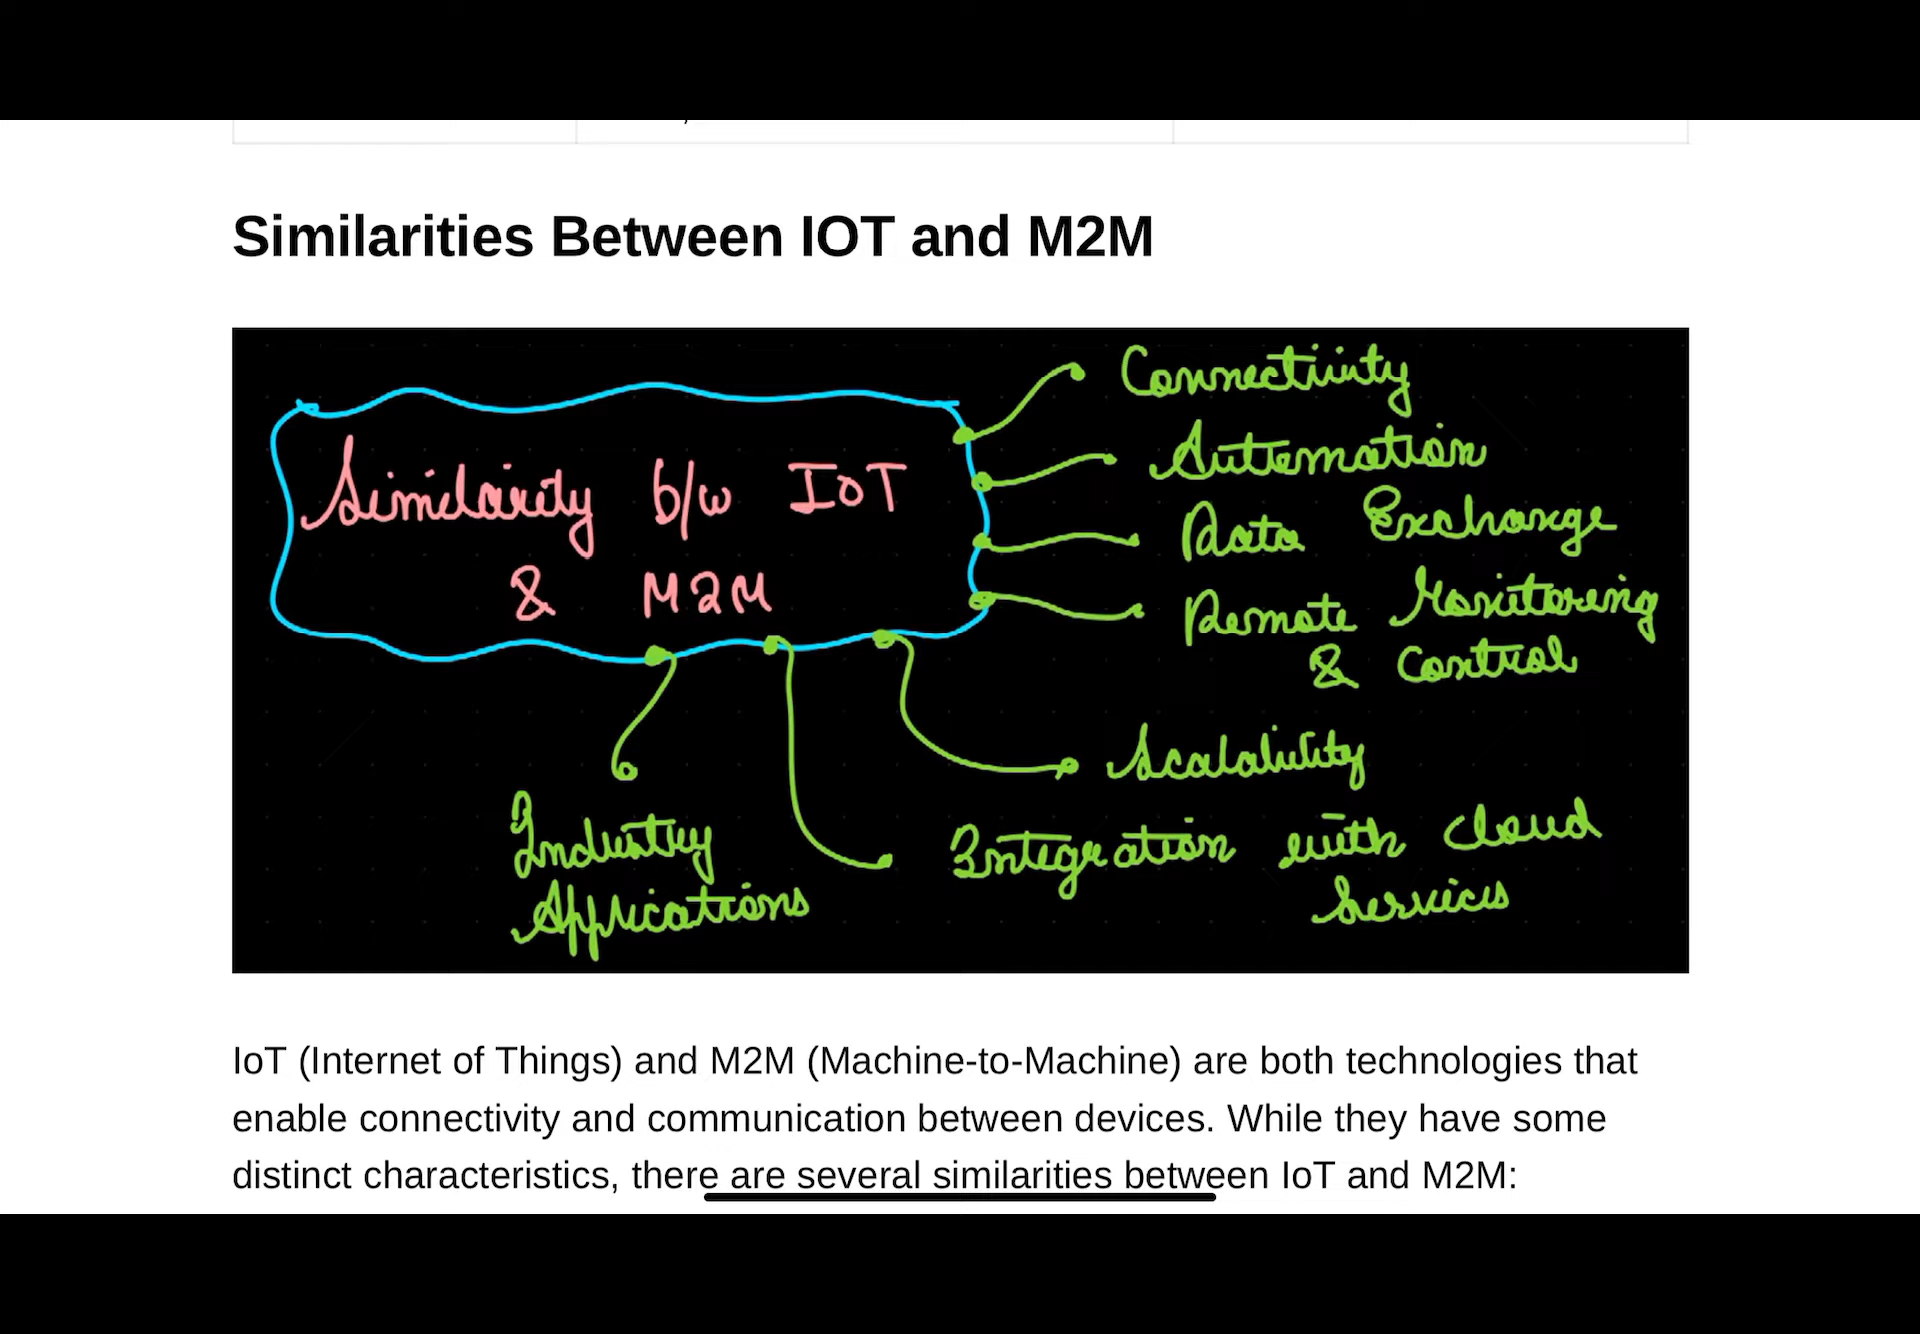 Similarities Between IOT and M2M
Similarity b/w IoT
& M2M
Connectivity
Automation
Data Exchange
Remote Monitoring
& Control
Scalability
Integration with Cloud
Services
Industry
Applications
IoT (Internet of Things) and M2M (Machine-to-Machine) are both technologies that
enable connectivity and communication between devices. While they have some
distinct characteristics, there are several similarities between IoT and M2M: